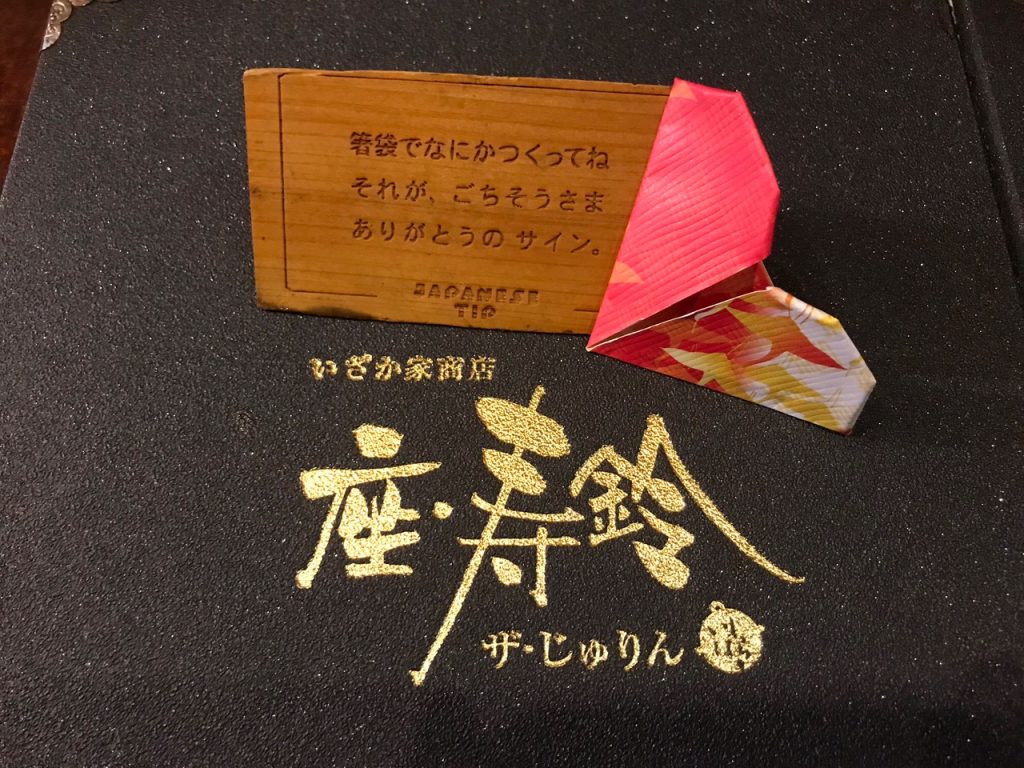 箸袋でなにかつくってね
それが、ごちそうさま
ありがとうの サイン。
JAPANESE
TIP
いざか家商店
座・寿鈴
ザ・じゅりん